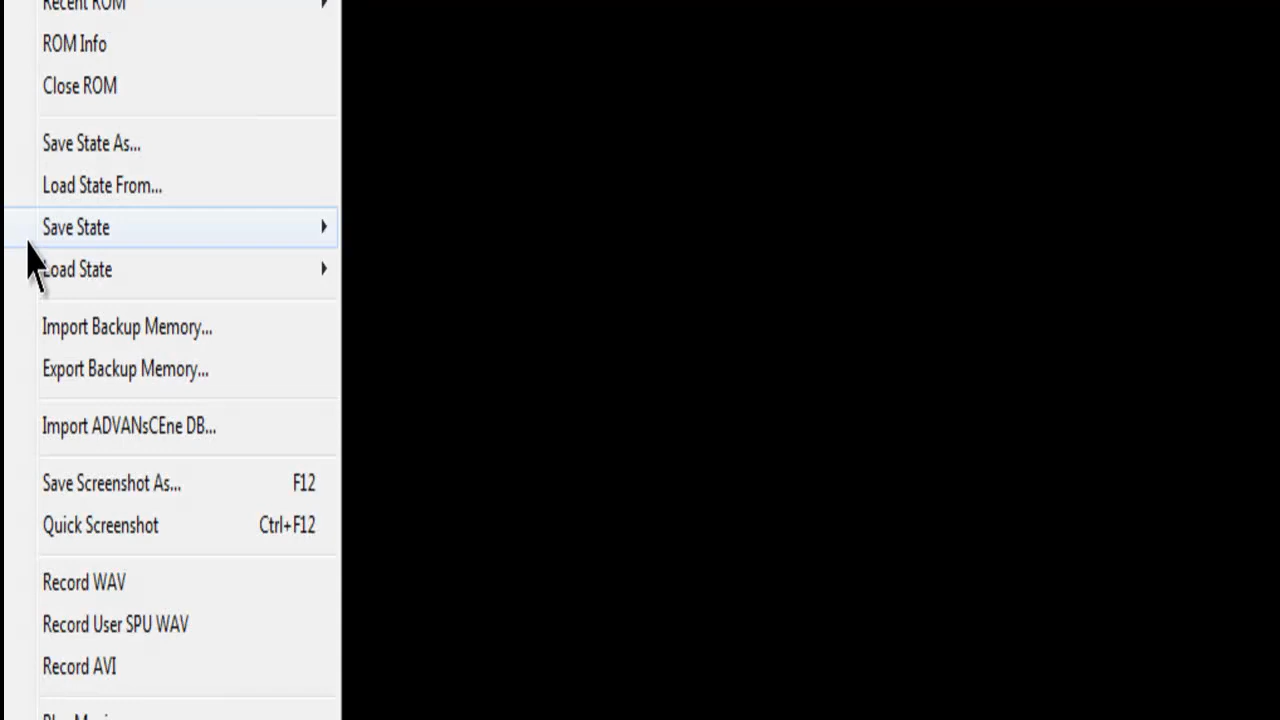 Recent ROM
ROM Info
Close ROM
Save State As...
Load State From...
Save State
Load State
Import Backup Memory...
Export Backup Memory...
Import ADVANsCEne DB...
Save Screenshot As... F12
Quick Screenshot Ctrl+F12
Record WAV
Record User SPU WAV
Record AVI